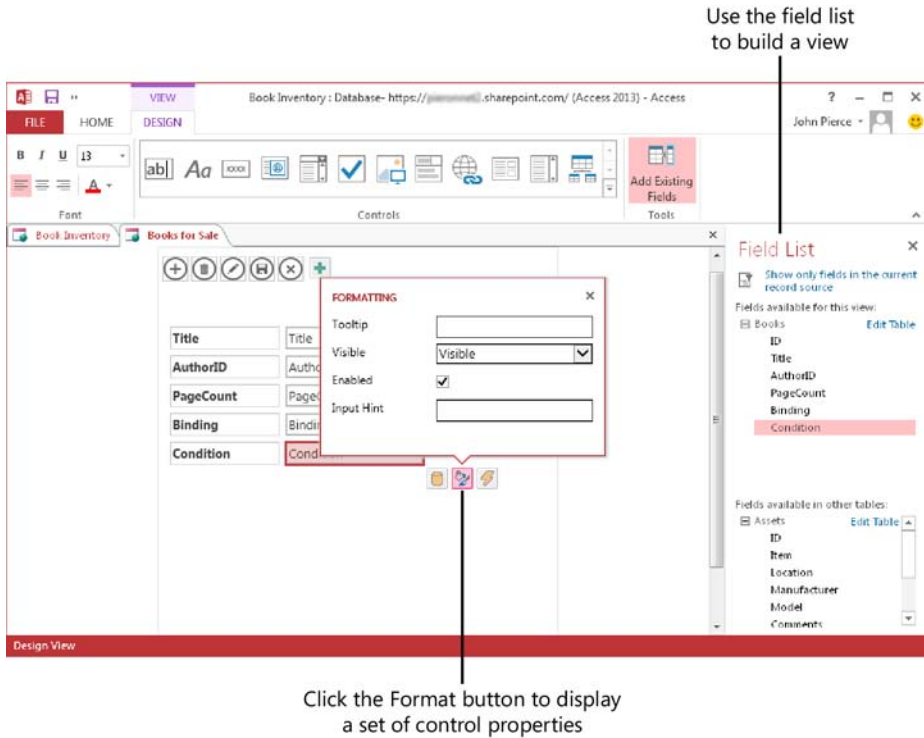 Use the field list
to build a view
VIEW
Book Inventory : Database- https:// .sharepoint.com/ (Access 2013) - Access
?
FILE
HOME
DESIGN
John Pierce
B I U 13
ab| Aa XXXX
A
Add Existing
Fields
Font
Controls
Tools
Book Inventory
Books for Sale
Field List
Show only fields in the current
record source
Fields available for this view:
Books
Edit Table
ID
Title
AuthorID
PageCount
Binding
Condition
FORMATTING
Tooltip
Visible
Visible
Enabled
Input Hint
Title
Title
AuthorID
Autho
PageCount
Page
Binding
Bindin
Condition
Cond
Fields available in other tables:
Assets
Edit Table
ID
Item
Location
Manufacturer
Model
Comments
Design View
Click the Format button to display
a set of control properties